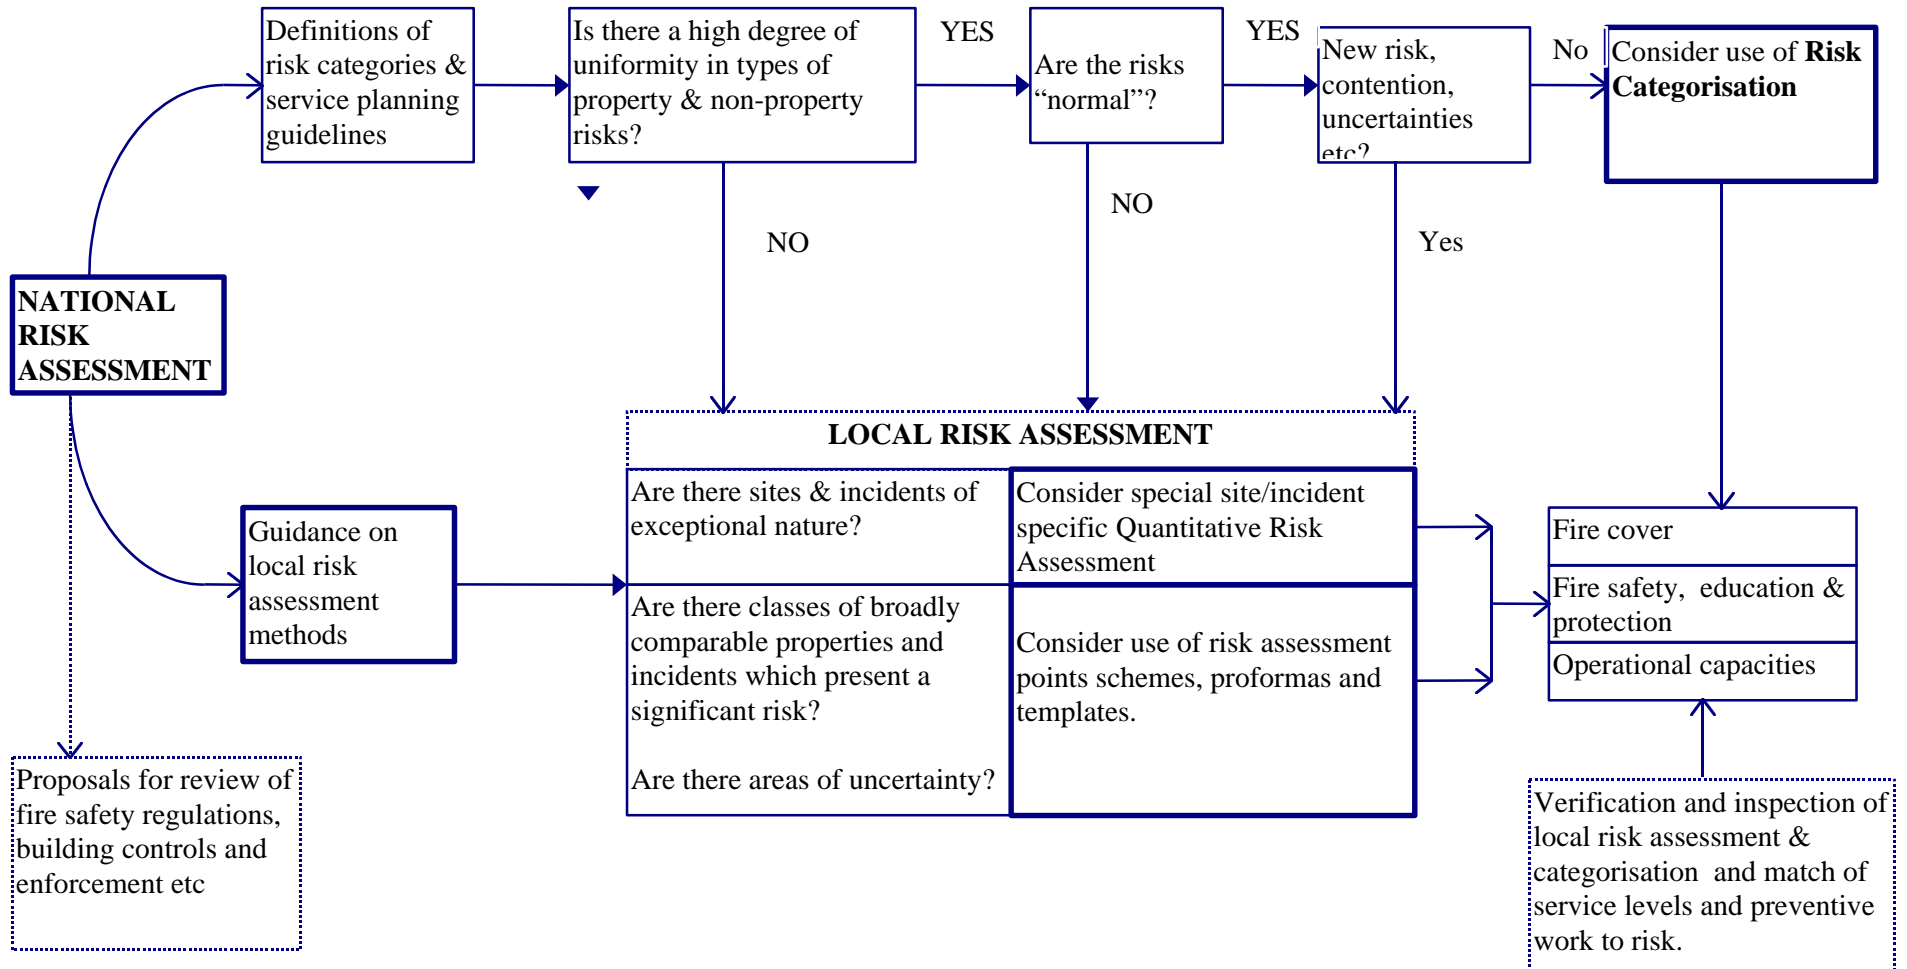 Definitions of
risk categories &
service planning
guidelines
Is there a high degree of
uniformity in types of
property & non-property
risks?
YES
Are the risks
“normal”?
YES
New risk,
contention,
uncertainties
etc?
No
Consider use of Risk
Categorisation
NO
NO
Yes
NATIONAL
RISK
ASSESSMENT
LOCAL RISK ASSESSMENT
Guidance on
local risk
assessment
methods
Are there sites & incidents of
exceptional nature?
Consider special site/incident
specific Quantitative Risk
Assessment
Are there classes of broadly
comparable properties and
incidents which present a
significant risk?
Are there areas of uncertainty?
Consider use of risk assessment
points schemes, proformas and
templates.
Fire cover
Fire safety, education &
protection
Operational capacities
Proposals for review of
fire safety regulations,
building controls and
enforcement etc
Verification and inspection of
local risk assessment &
categorisation and match of
service levels and preventive
work to risk.